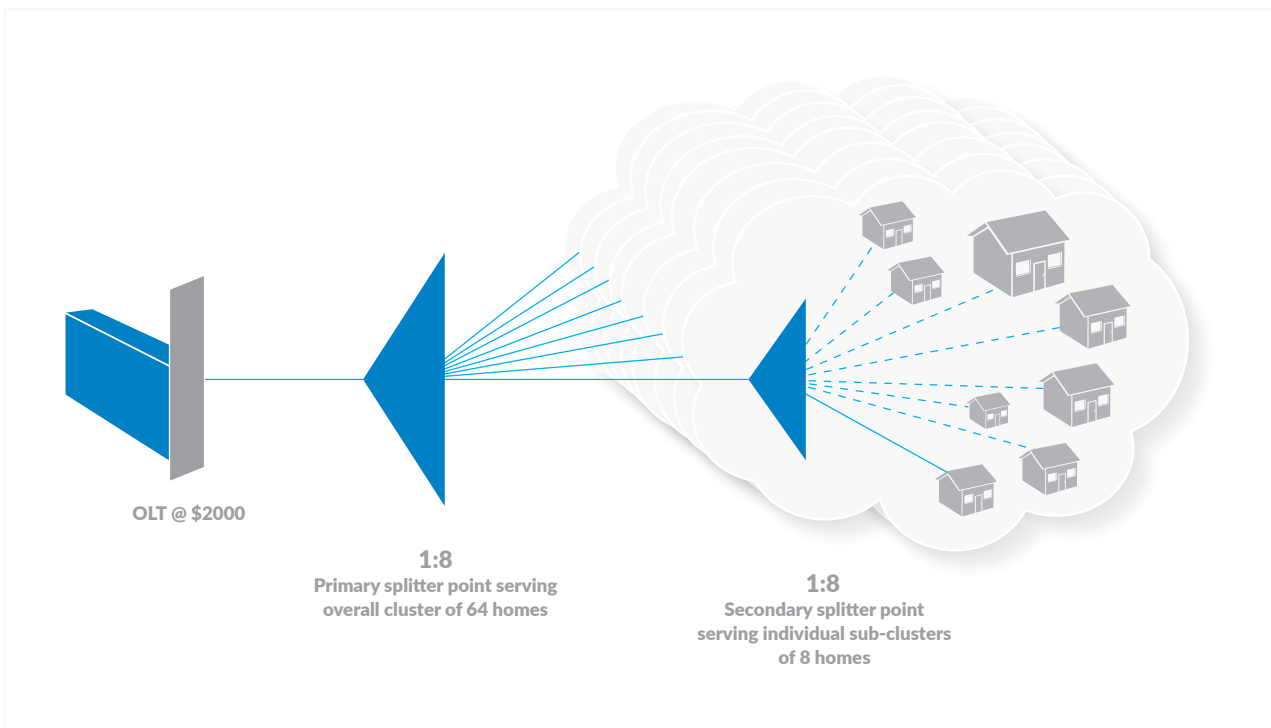 OLT @ $2000
1:8
Primary splitter point serving
overall cluster of 64 homes
1:8
Secondary splitter point
serving individual sub-clusters
of 8 homes